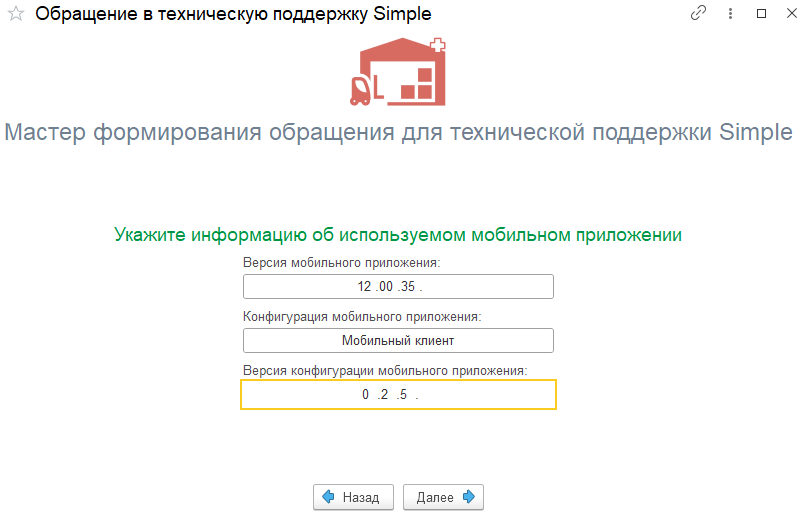 Обращение в техническую поддержку Simple
Мастер формирования обращения для технической поддержки Simple
Укажите информацию об используемом мобильном приложении
Версия мобильного приложения:
12 .00 .35 .
Конфигурация мобильного приложения:
Мобильный клиент
Версия конфигурации мобильного приложения:
0 .2 .5 .
Назад
Далее